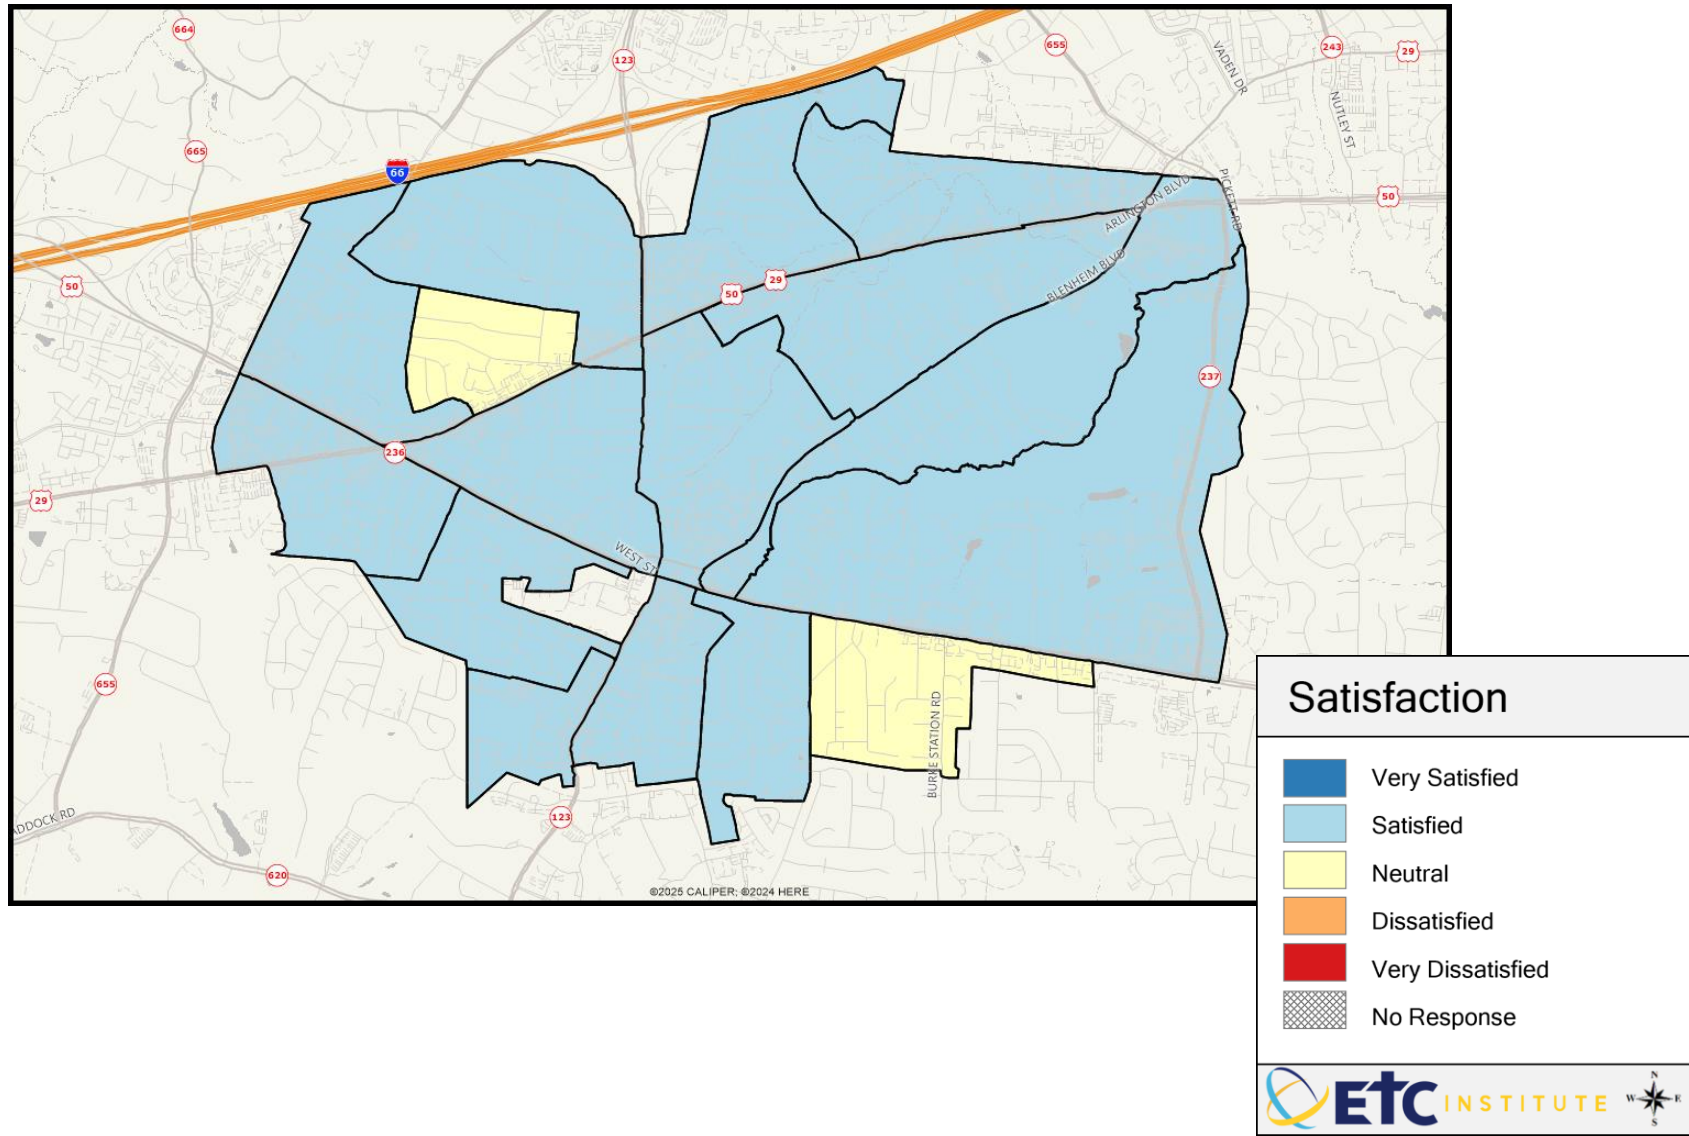 664
123
655
243
29
VADEN DR
NUTLEY ST
665
66
PICKETT RD
50
ARLINGTON BLVD
50
29
50
BLENHEIM BLVD
237
236
29
WEST ST
655
BURKE STATION RD
123
ADDOCK RD
620
©2025 CALIPER; ©2024 HERE
Satisfaction
Very Satisfied
Satisfied
Neutral
Dissatisfied
Very Dissatisfied
No Response
ETC INSTITUTE
N
W E
S